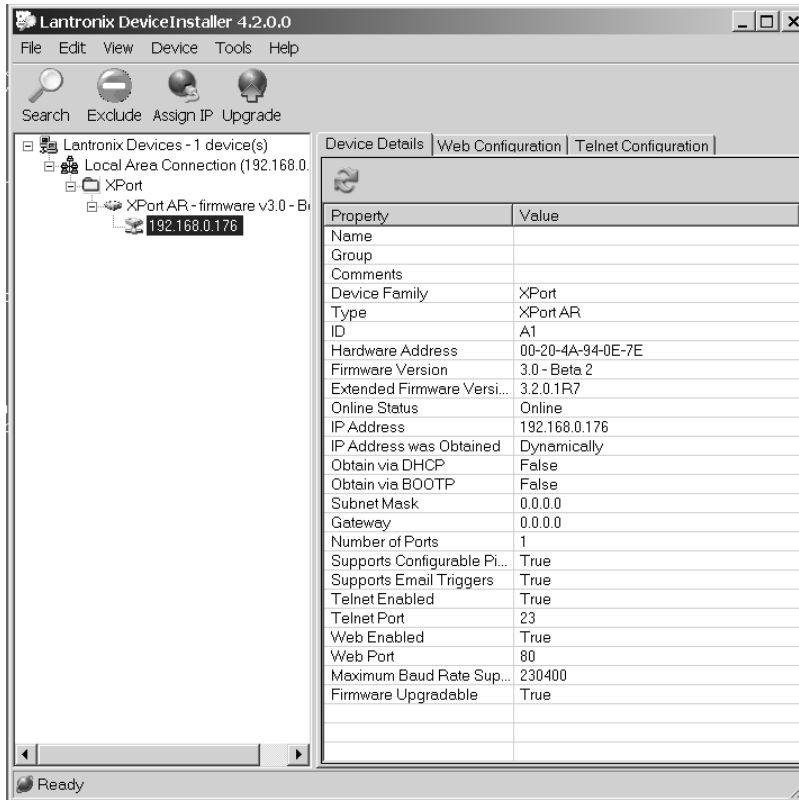 Lantronix DeviceInstaller 4.2.0.0
File Edit View Device Tools Help
Search Exclude Assign IP Upgrade
Lantronix Devices - 1 device(s)
Local Area Connection (192.168.0.
XPort
XPort AR - firmware v3.0 - B
192.168.0.176
Device Details Web Configuration Telnet Configuration
Property Value
Name
Group
Comments
Device Family XPort
Type XPort AR
ID A1
Hardware Address 00-20-4A-94-0E-7E
Firmware Version 3.0 - Beta 2
Extended Firmware Versi... 3.2.0.1R7
Online Status Online
IP Address 192.168.0.176
IP Address was Obtained Dynamically
Obtain via DHCP False
Obtain via BOOTP False
Subnet Mask 0.0.0.0
Gateway 0.0.0.0
Number of Ports 1
Supports Configurable Pi... True
Supports Email Triggers True
Telnet Enabled True
Telnet Port 23
Web Enabled True
Web Port 80
Maximum Baud Rate Sup... 230400
Firmware Upgradable True
Ready